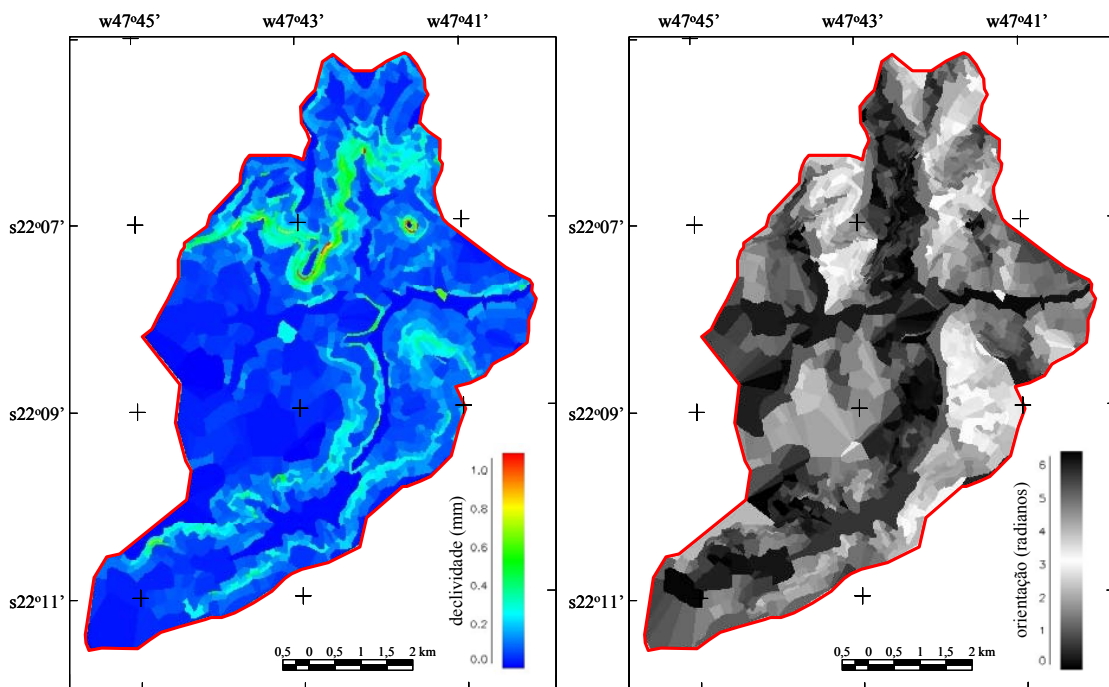 w47º45’ w47º43’ w47º41’
s22º07’
s22º09’
s22º11’
declividade (mm)
1.0
0.8
0.6
0.4
0.2
0.0
0,5 0 0,5 1 1,5 2 km
w47º45’ w47º43’ w47º41’
s22º07’
s22º09’
s22º11’
orientação (radianos)
6
5
4
3
2
1
0
0,5 0 0,5 1 1,5 2 km